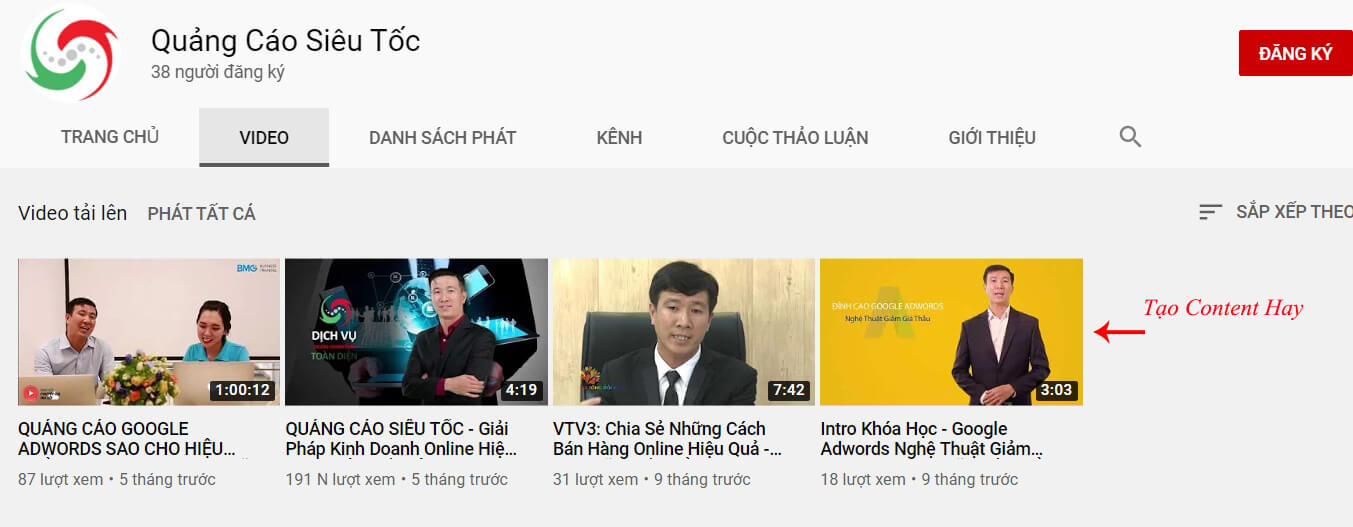 Quảng Cáo Siêu Tốc
38 người đăng ký
ĐĂNG KÝ
TRANG CHỦ
VIDEO
DANH SÁCH PHÁT
KÊNH
CUỘC THẢO LUẬN
GIỚI THIỆU
Video tải lên
PHÁT TẤT CẢ
SẮP XẾP THEO
BMG
DỊCH VỤ
TOÀN DIỆN
ĐỈNH CAO GOOGLE ADWORDS
Nghệ Thuật Giảm Giá Thầu
Tạo Content Hay
1:00:12
4:19
7:42
3:03
QUẢNG CÁO GOOGLE
ADWORDS SAO CHO HIỆU...
87 lượt xem • 5 tháng trước
QUẢNG CÁO SIÊU TỐC - Giải
Pháp Kinh Doanh Online Hiệ...
191 N lượt xem • 5 tháng trước
VTV3: Chia Sẻ Những Cách
Bán Hàng Online Hiệu Quả -...
31 lượt xem • 9 tháng trước
Intro Khóa Học - Google
Adwords Nghệ Thuật Giảm...
18 lượt xem • 9 tháng trước